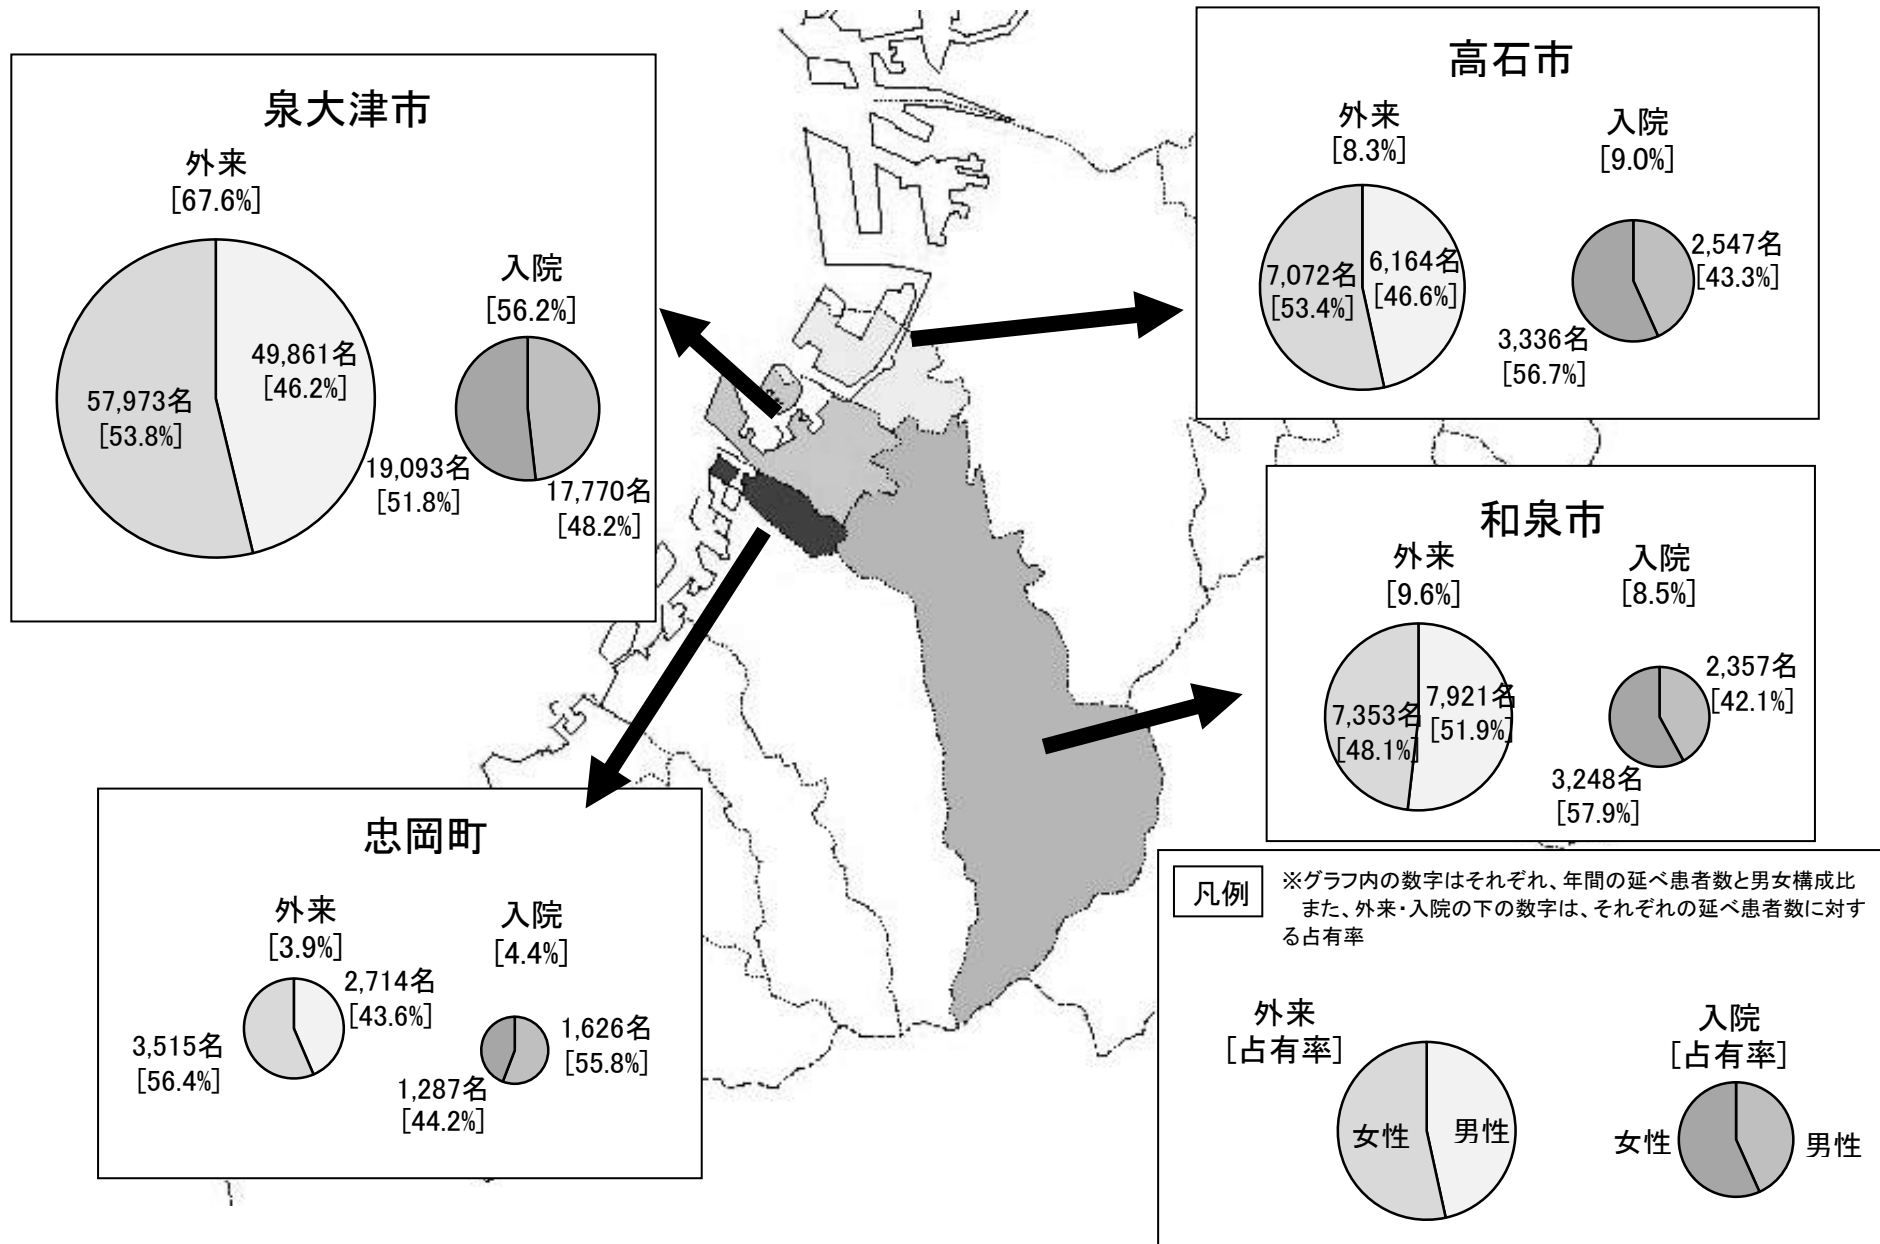 泉大津市
外来
[67.6%]
49,861名
[46.2%]
57,973名
[53.8%]
入院
[56.2%]
19,093名
[51.8%]
17,770名
[48.2%]
高石市
外来
[8.3%]
7,072名
[53.4%]
6,164名
[46.6%]
入院
[9.0%]
2,547名
[43.3%]
3,336名
[56.7%]
和泉市
外来
[9.6%]
7,353名
[48.1%]
7,921名
[51.9%]
入院
[8.5%]
2,357名
[42.1%]
3,248名
[57.9%]
忠岡町
外来
[3.9%]
2,714名
[43.6%]
3,515名
[56.4%]
入院
[4.4%]
1,626名
[55.8%]
1,287名
[44.2%]
凡例
※グラフ内の数字はそれぞれ、年間の延べ患者数と男女構成比
また、外来・入院の下の数字は、それぞれの延べ患者数に対す
る占有率
外来
[占有率]
女性
男性
入院
[占有率]
女性
男性